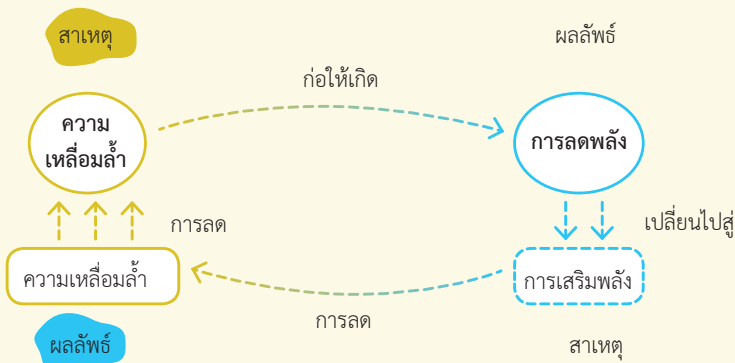 สาเหตุ
ผลลัพธ์
ก่อให้เกิด
ความ
เหลื่อมล้ำ
การลดพลัง
การลด
เปลี่ยนไปสู่
ความเหลื่อมล้ำ
การเสริมพลัง
การลด
ผลลัพธ์
สาเหตุ